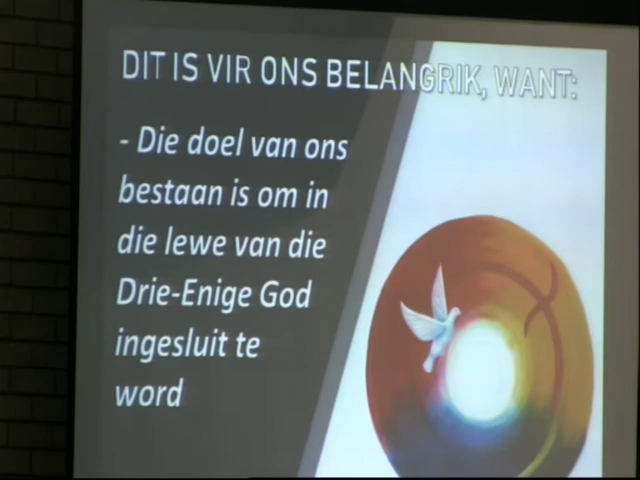 DIT IS VIR ONS BELANGRIK, WANT:
- Die doel van ons
bestaan is om in
die lewe van die
Drie-Enige God
ingesluit te
word